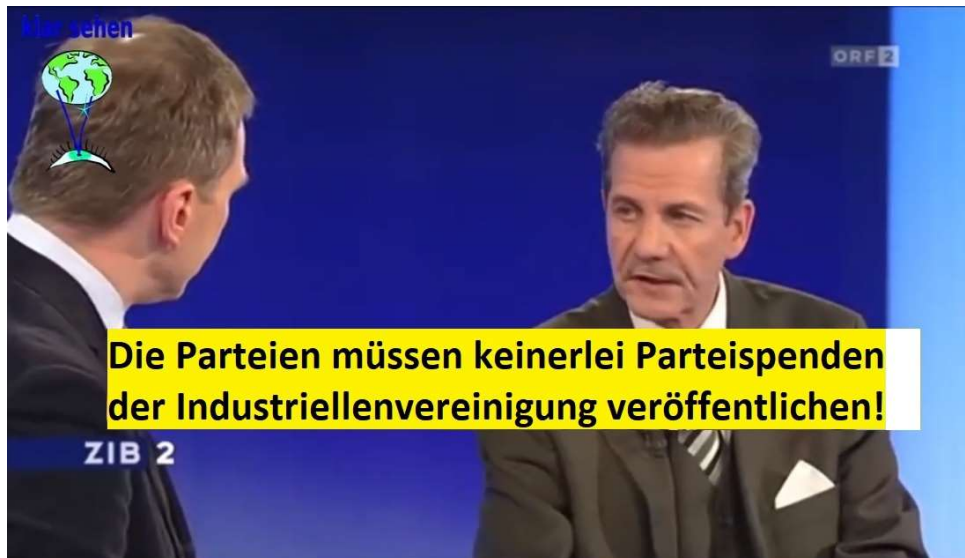 klar sehen
ORF 2
Die Parteien müssen keinerlei Parteispenden
der Industriellenvereinigung veröffentlichen!
ZIB 2